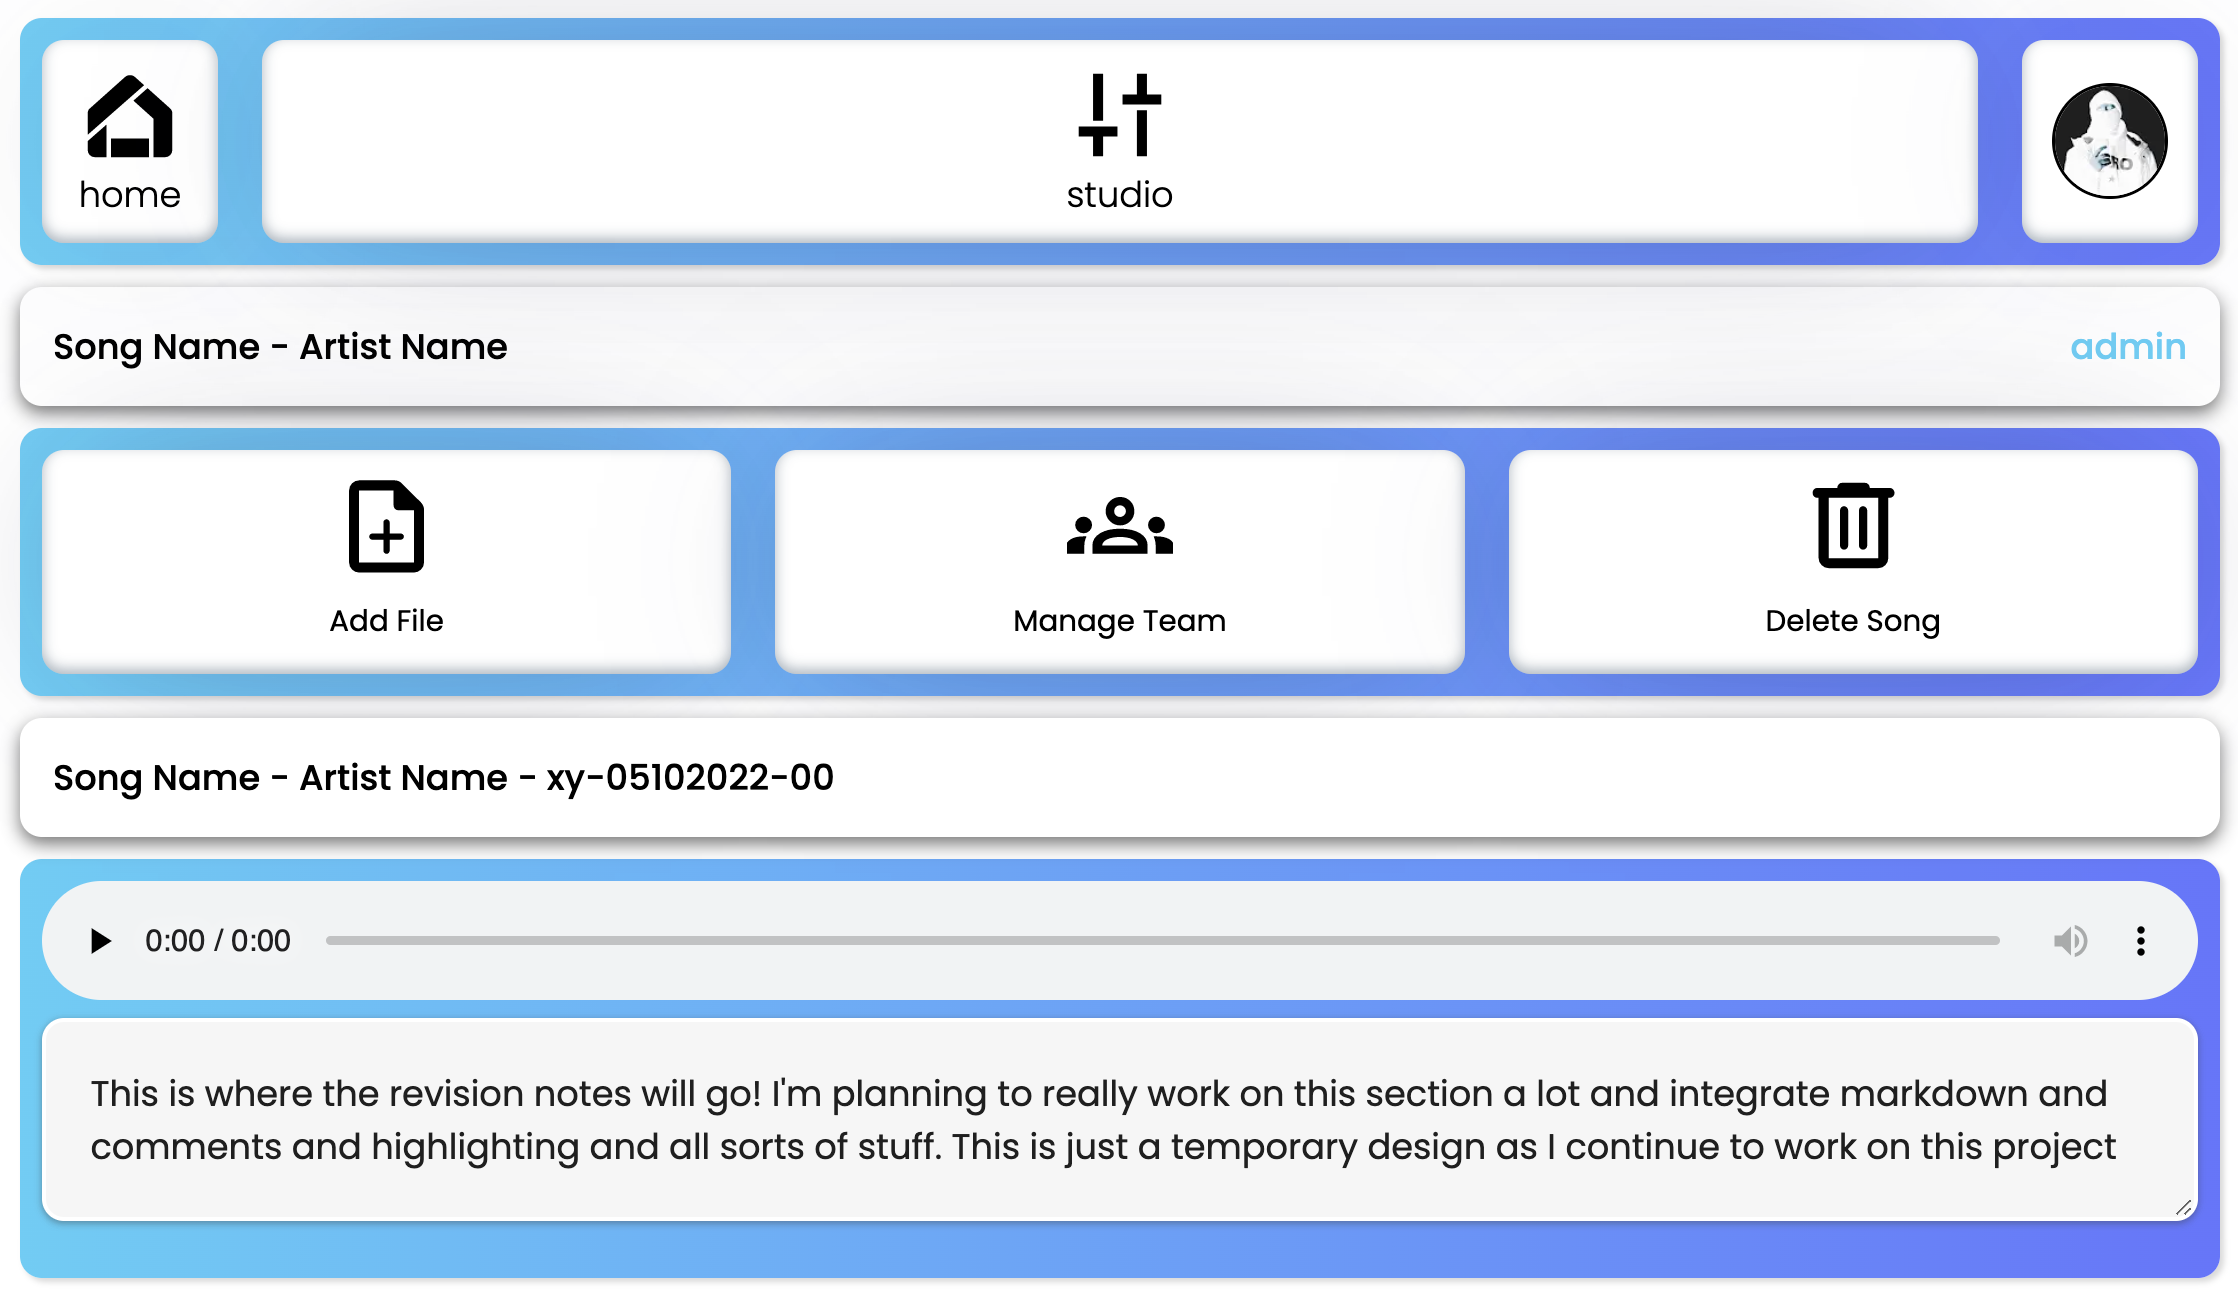 home
studio
Song Name - Artist Name
admin
Add File
Manage Team
Delete Song
Song Name - Artist Name - xy-05102022-00
0:00 / 0:00
This is where the revision notes will go! I'm planning to really work on this section a lot and integrate markdown and
comments and highlighting and all sorts of stuff. This is just a temporary design as I continue to work on this project